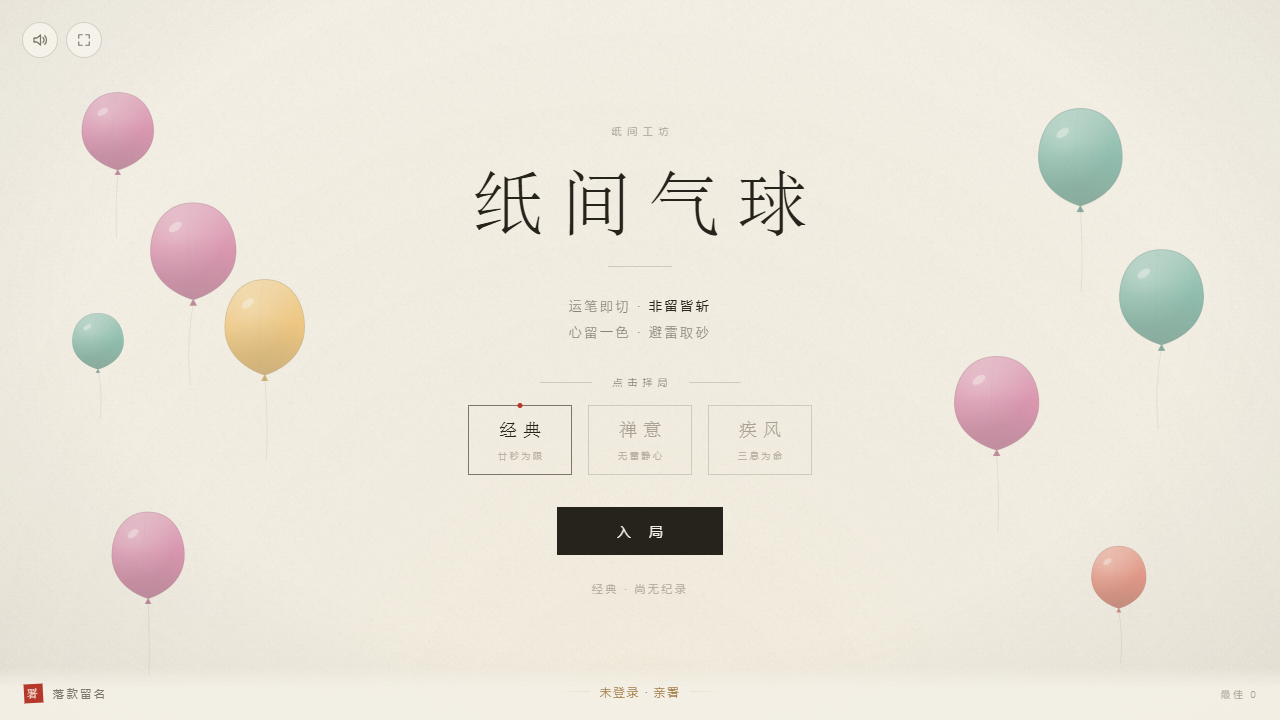 纸间工坊
纸间气球
运笔即切 · 非留皆斩
心留一色 · 避雷取砂
点击择局
经典
廿秒为限
禅意
无雷静心
疾风
三息为命
入局
经典 · 尚无纪录
署 落款留名
未登录 · 亲署
最佳 0